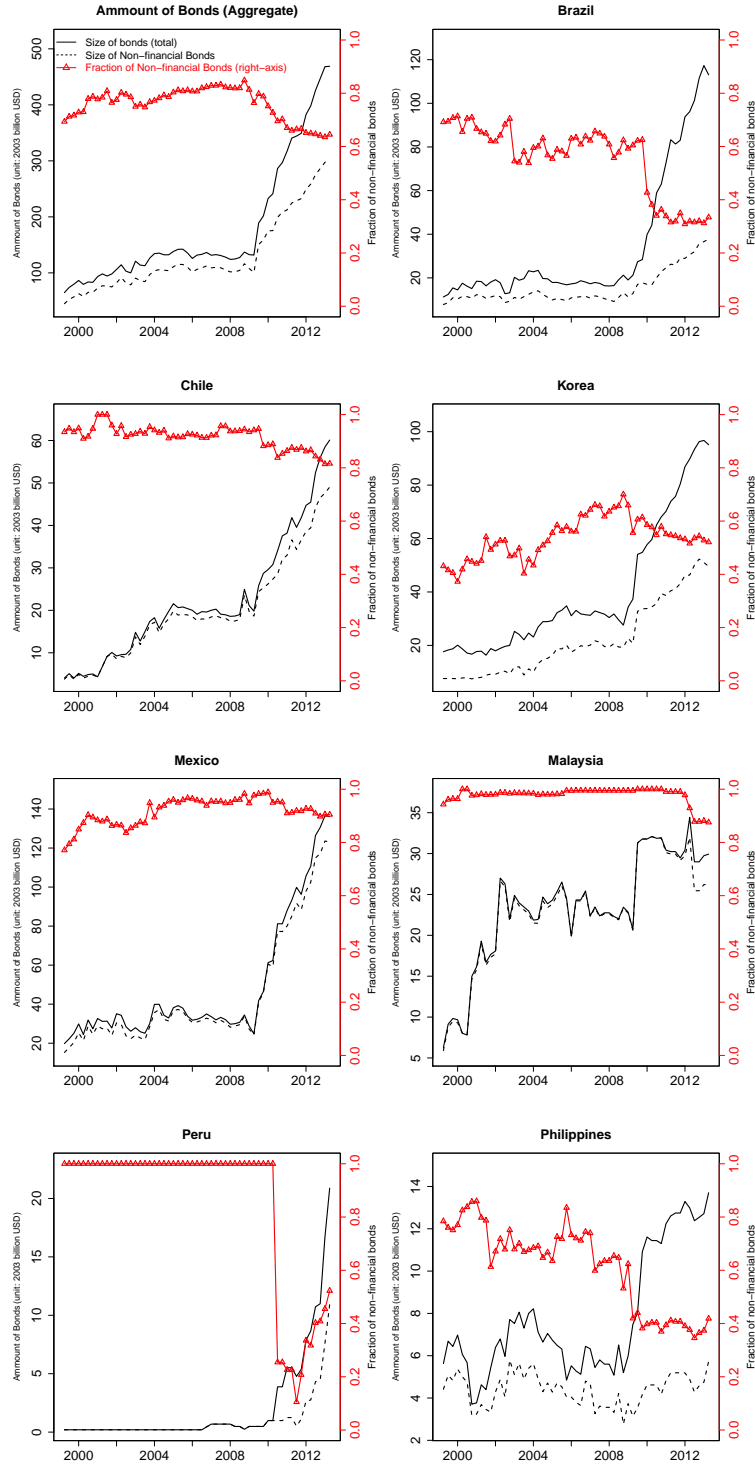 Ammount of Bonds (Aggregate)
Size of bonds (total)
Size of Non−financial Bonds
Fraction of Non−financial Bonds (right−axis)
Ammount of Bonds (unit: 2003 billion USD)
100 200 300 400 500
2000 2004 2008 2012
0.0 0.2 0.4 0.6 0.8 1.0
Fraction of non−financial bonds
Brazil
Ammount of Bonds (unit: 2003 billion USD)
20 40 60 80 100 120
2000 2004 2008 2012
0.0 0.2 0.4 0.6 0.8 1.0
Fraction of non−financial bonds
Chile
Ammount of Bonds (unit: 2003 billion USD)
10 20 30 40 50 60
2000 2004 2008 2012
0.0 0.2 0.4 0.6 0.8 1.0
Fraction of non−financial bonds
Korea
Ammount of Bonds (unit: 2003 billion USD)
20 40 60 80 100
2000 2004 2008 2012
0.0 0.2 0.4 0.6 0.8 1.0
Fraction of non−financial bonds
Mexico
Ammount of Bonds (unit: 2003 billion USD)
20 40 60 80 100 120 140
2000 2004 2008 2012
0.0 0.2 0.4 0.6 0.8 1.0
Fraction of non−financial bonds
Malaysia
Ammount of Bonds (unit: 2003 billion USD)
5 10 15 20 25 30 35
2000 2004 2008 2012
0.0 0.2 0.4 0.6 0.8 1.0
Fraction of non−financial bonds
Peru
Ammount of Bonds (unit: 2003 billion USD)
0 5 10 15 20
2000 2004 2008 2012
0.0 0.2 0.4 0.6 0.8 1.0
Fraction of non−financial bonds
Philippines
Ammount of Bonds (unit: 2003 billion USD)
2 4 6 8 10 12 14
2000 2004 2008 2012
0.0 0.2 0.4 0.6 0.8 1.0
Fraction of non−financial bonds